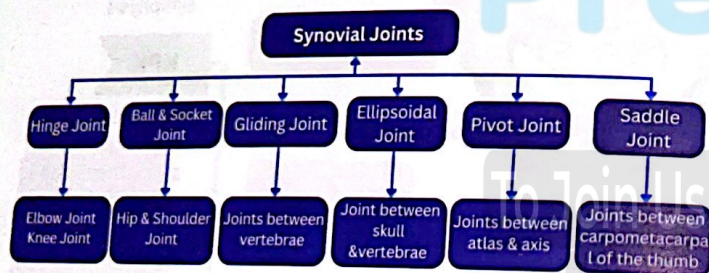 Pre
Synovial Joints
Hinge Joint
Ball & Socket
Joint
Gliding Joint
Ellipsoidal
Joint
Pivot Joint
Saddle
Joint
Elbow Joint
Knee Joint
Hip & Shoulder
Joint
Joints between
vertebrae
Joint between
skull
&vertebrae
Joints between
atlas & axis
Joints between
carpometacarpa
l of the thumb
To Join Us